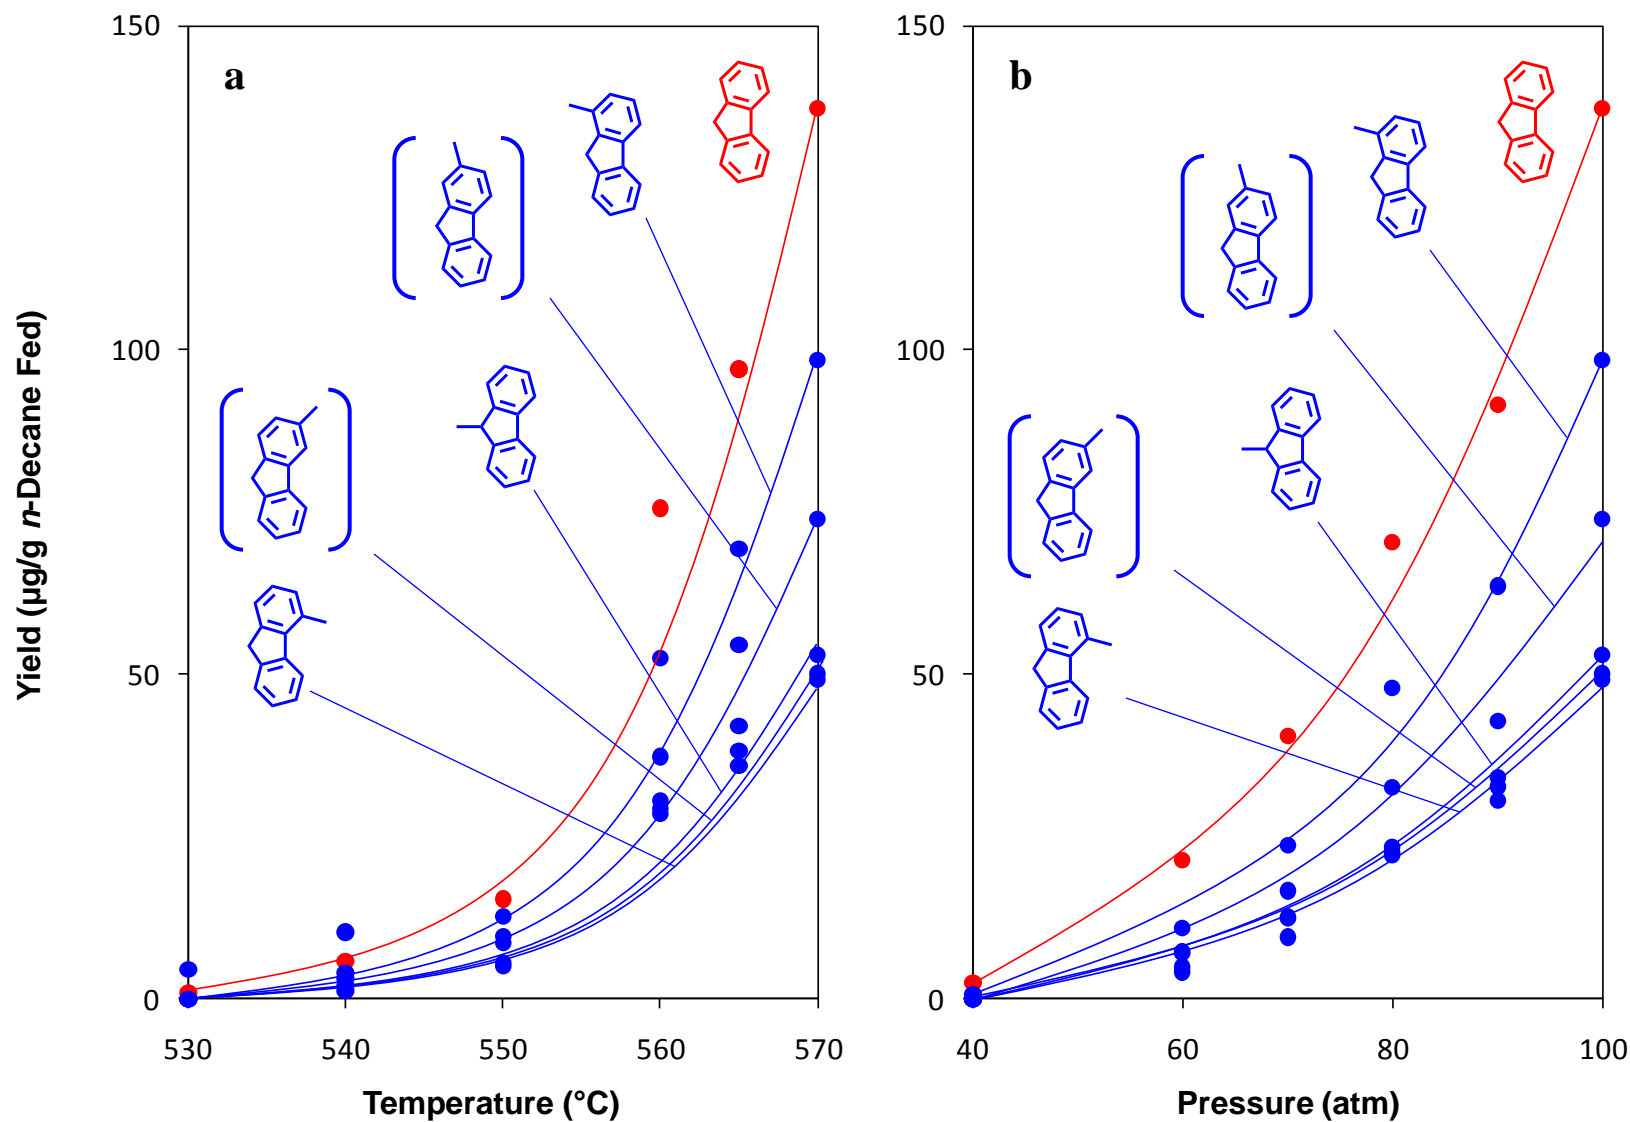 Yield (µg/g n-Decane Fed)
a
150
100
50
0
530 540 550 560 570
Temperature (°C)
b
150
100
50
0
40 60 80 100
Pressure (atm)